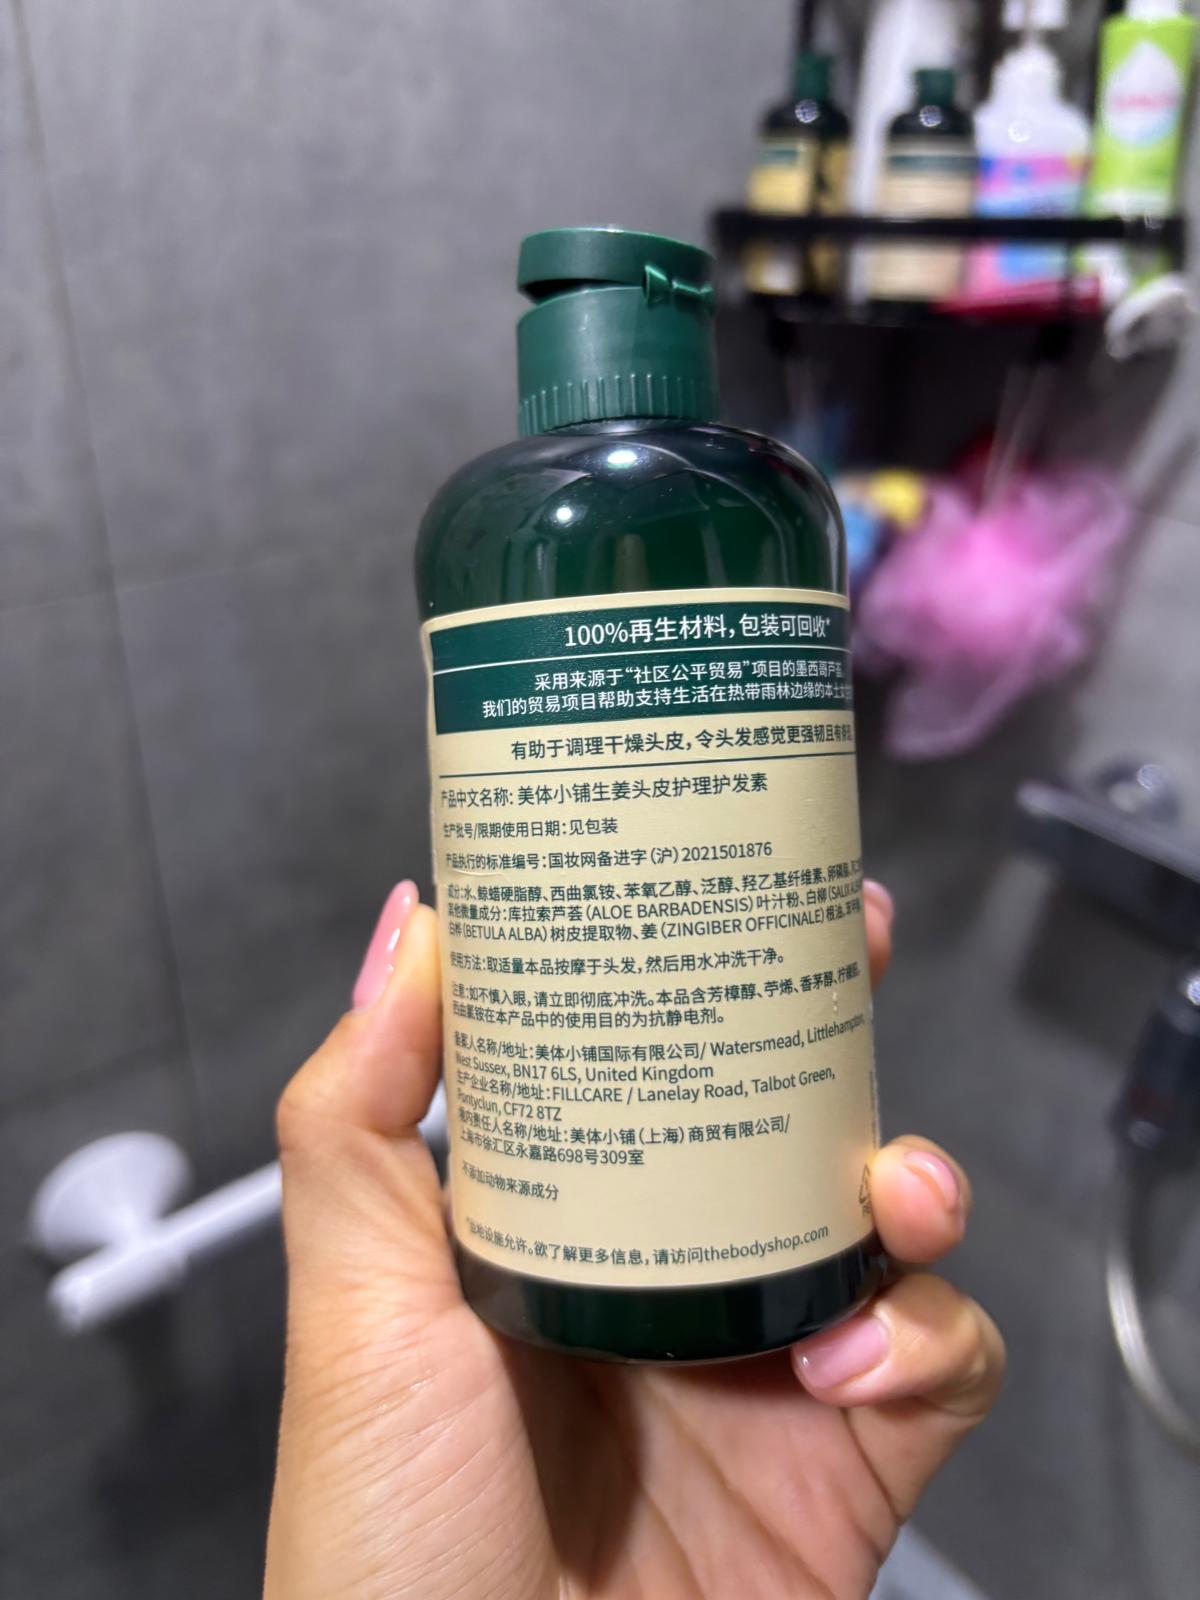 100%再生材料，包装可回收*
采用来源于“社区公平贸易”项目的墨西哥芦荟，
我们的贸易项目帮助支持生活在热带雨林边缘的本土
有助于调理干燥头皮，令头发感觉更强韧且有
产品中文名称：美体小铺生姜头皮护理护发素
生产批号/限期使用日期：见包装
产品执行的标准编号：国妆网备进字（沪）2021501876
成分：水、鲸蜡硬脂醇、西曲氯铵、苯氧乙醇、泛醇、羟乙基纤维素、卵磷脂、
其他微量成分：库拉索芦荟（ALOE BARBADENSIS）叶汁粉、白柳（SALIX ALBA）
白桦（BETULA ALBA）树皮提取物、姜（ZINGIBER OFFICINALE）根油、苯甲
使用方法：取适量本品按摩于头发，然后用水冲洗干净。
注意：如不慎入眼，请立即彻底冲洗。本品含芳樟醇、苧烯、香茅醇、柠檬醛。
西曲氯铵在本产品中的使用目的为抗静电剂。
备案人名称/地址：美体小铺国际有限公司/ Watersmead, Littlehampton,
West Sussex, BN17 6LS, United Kingdom
生产企业名称/地址：FILLCARE / Lanelay Road, Talbot Green,
Pontyclun, CF72 8TZ
境内责任人名称/地址：美体小铺（上海）商贸有限公司/
上海市徐汇区永嘉路698号309室
不添加动物来源成分
*当地设施允许。欲了解更多信息，请访问thebodyshop.com